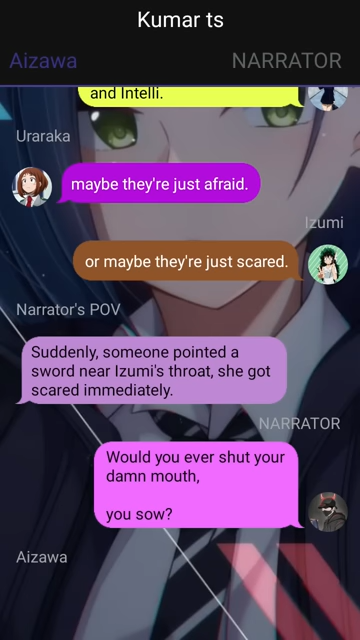 Kumar ts
Aizawa
NARRATOR
and Intelli.
Uraraka
maybe they're just afraid.
Izumi
or maybe they're just scared.
Narrator's POV
Suddenly, someone pointed a
sword near Izumi's throat, she got
scared immediately.
NARRATOR
Would you ever shut your
damn mouth,
you sow?
Aizawa